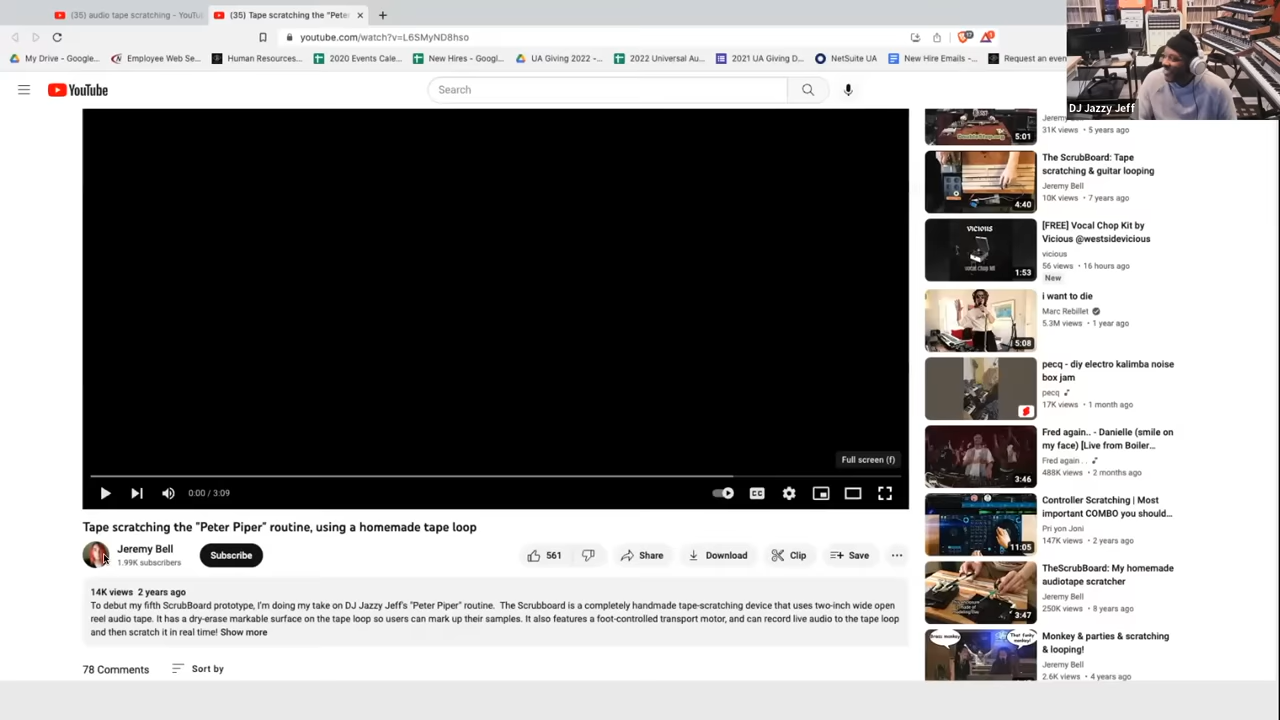 (35) audio tape scratching - YouTu
(35) Tape scratching the "Peter
youtube.com/watch?v=L6SMyND8hao
My Drive - Google...
Employee Web Se...
Human Resources...
2020 Events Cale...
New Hires - Googl...
UA Giving 2022 -...
2022 Universal Au...
2021 UA Giving D...
NetSuite UA
New Hire Emails -...
Request an even
DJ Jazzy Jeff
YouTube
Search
Full screen (f)
0:00 / 3:09
Tape scratching the "Peter Piper" routine, using a homemade tape loop
Jeremy Bell
1.99K subscribers
Subscribe
561
Share
Download
Clip
Save
14K views 2 years ago
To debut my fifth ScrubBoard prototype, I'm doing my take on DJ Jazzy Jeff's "Peter Piper" routine. The Scrubboard is a completely handmade tape-scratching device that uses two-inch wide open
reel audio tape. It has a dry-erase markable surface on the tape loop so you can mark up their samples. It also features a foot-controlled transport motor, and can record live audio to the tape loop
and then scratch it in real time! Show more
78 Comments
Sort by
Jeremy Bell
31K views • 5 years ago
5:01
The ScrubBoard: Tape
scratching & guitar looping
Jeremy Bell
10K views • 7 years ago
4:40
[FREE] Vocal Chop Kit by
Vicious @westsidevicious
vicious
56 views • 16 hours ago
New
VICIOUS
vocal chop kit
1:53
i want to die
Marc Rebillet
5.3M views • 1 year ago
5:08
pecq - diy electro kalimba noise
box jam
pecq
17K views • 1 month ago
Fred again.. - Danielle (smile on
my face) [Live from Boiler...
Fred again . .
488K views • 2 months ago
3:46
Controller Scratching | Most
important COMBO you should...
Pri yon Joni
147K views • 2 years ago
11:05
TheScrubBoard: My homemade
audiotape scratcher
Jeremy Bell
250K views • 8 years ago
3:47
Monkey & parties & scratching
& looping!
Jeremy Bell
2.6K views • 4 years ago
Brass monkey
That funky
monkey!